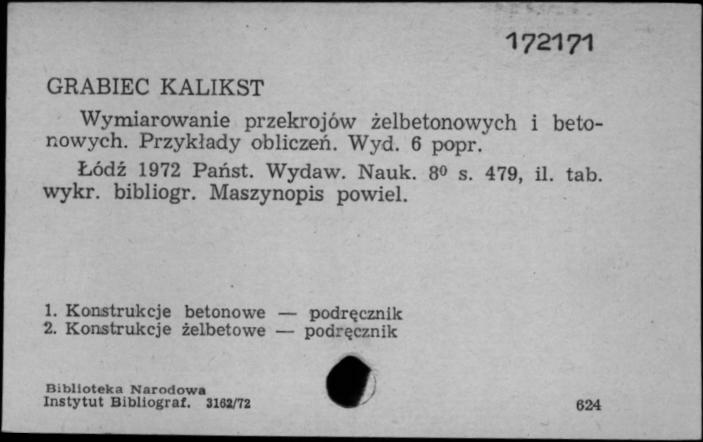 172171
GRABIEC KALIKST
Wymiarowanie przekrojów żelbetonowych i beto-
nowych. Przykłady obliczeń. Wyd. 6 popr.
Łódź 1972 Państ. Wydaw. Nauk. 8⁰ s. 479, il. tab.
wykr. bibliogr. Maszynopis powiel.
1. Konstrukcje betonowe — podręcznik
2. Konstrukcje żelbetowe — podręcznik
Biblioteka Narodowa
Instytut Bibliograf. 3162/72
624